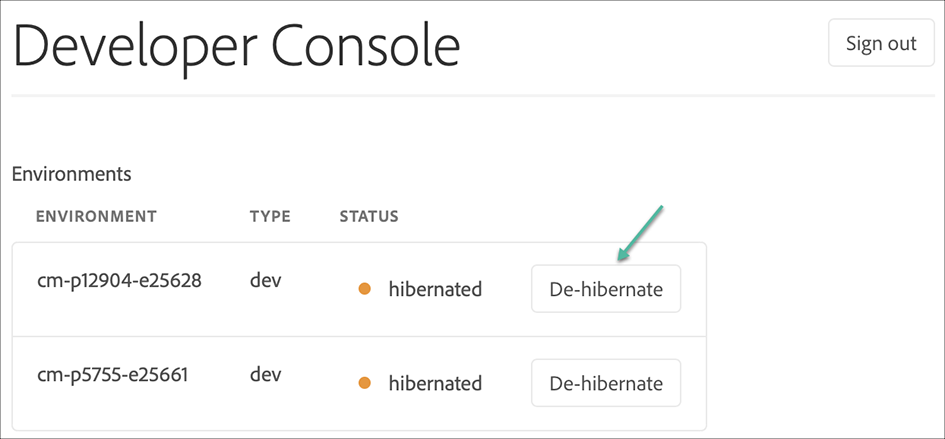 Developer Console
Sign out
Environments
ENVIRONMENT TYPE STATUS
cm-p12904-e25628 dev hibernated De-hibernate
cm-p5755-e25661 dev hibernated De-hibernate